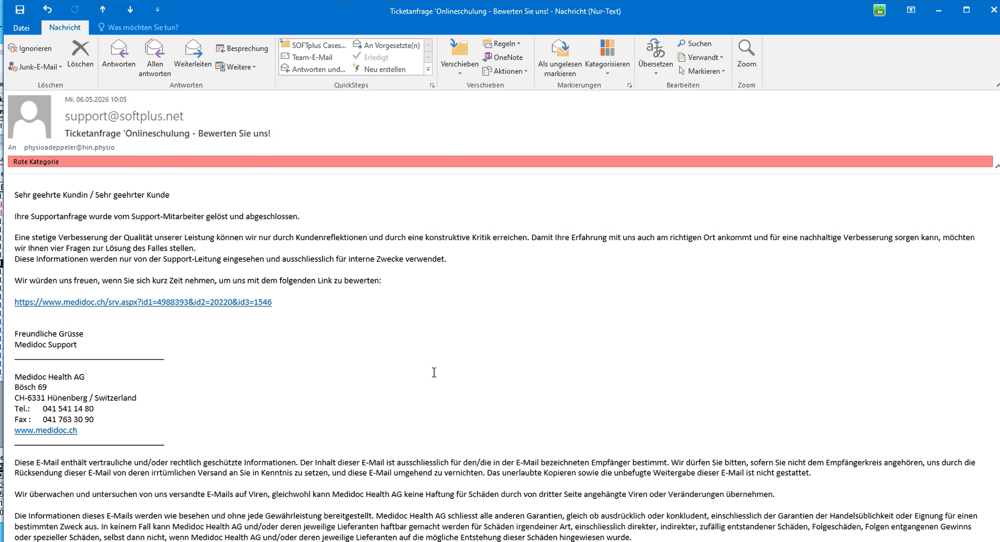 Ticketanfrage 'Onlineschulung - Bewerten Sie uns! - Nachricht (Nur-Text)
Datei
Nachricht
Was möchten Sie tun?
Ignorieren
Junk-E-Mail
Löschen
Löschen
Antworten
Allen antworten
Weiterleiten
Besprechung
Weitere
Antworten
SOFTplus Cases...
An Vorgesetzte(n)
Team-E-Mail
Erledigt
Antworten und...
Neu erstellen
QuickSteps
Verschieben
Regeln
OneNote
Aktionen
Verschieben
Als ungelesen markieren
Kategorisieren
Markierungen
Übersetzen
Suchen
Verwandt
Markieren
Bearbeiten
Zoom
Zoom
Mi. 06.05.2026 10:05
support@softplus.net
Ticketanfrage 'Onlineschulung - Bewerten Sie uns!
An physioadeppeler@hin.physio
Rote Kategorie
Sehr geehrte Kundin / Sehr geehrter Kunde
Ihre Supportanfrage wurde vom Support-Mitarbeiter gelöst und abgeschlossen.
Eine stetige Verbesserung der Qualität unserer Leistung können wir nur durch Kundenreflektionen und durch eine konstruktive Kritik erreichen. Damit Ihre Erfahrung mit uns auch am richtigen Ort ankommt und für eine nachhaltige Verbesserung sorgen kann, möchten
wir Ihnen vier Fragen zur Lösung des Falles stellen.
Diese Informationen werden nur von der Support-Leitung eingesehen und ausschliesslich für interne Zwecke verwendet.
Wir würden uns freuen, wenn Sie sich kurz Zeit nehmen, um uns mit dem folgenden Link zu bewerten:
https://www.medidoc.ch/srv.aspx?id1=4988393&id2=20220&id3=1546
Freundliche Grüsse
Medidoc Support
Medidoc Health AG
Bösch 69
CH-6331 Hünenberg / Switzerland
Tel.: 041 541 14 80
Fax : 041 763 30 90
www.medidoc.ch
Diese E-Mail enthält vertrauliche und/oder rechtlich geschützte Informationen. Der Inhalt dieser E-Mail ist ausschliesslich für den/die in der E-Mail bezeichneten Empfänger bestimmt. Wir dürfen Sie bitten, sofern Sie nicht dem Empfängerkreis angehören, uns durch die
Rücksendung dieser E-Mail von deren irrtümlichen Versand an Sie in Kenntnis zu setzen, und diese E-Mail umgehend zu vernichten. Das unerlaubte Kopieren sowie die unbefugte Weitergabe dieser E-Mail ist nicht gestattet.
Wir überwachen und untersuchen von uns versandte E-Mails auf Viren, gleichwohl kann Medidoc Health AG keine Haftung für Schäden durch von dritter Seite angehängte Viren oder Veränderungen übernehmen.
Die Informationen dieses E-Mails werden wie besehen und ohne jede Gewährleistung bereitgestellt. Medidoc Health AG schliesst alle anderen Garantien, gleich ob ausdrücklich oder konkludent, einschliesslich der Garantien der Handelsüblichkeit oder Eignung für einen
bestimmten Zweck aus. In keinem Fall kann Medidoc Health AG und/oder deren jeweilige Lieferanten haftbar gemacht werden für Schäden irgendeiner Art, einschliesslich direkter, indirekter, zufällig entstandener Schäden, Folgeschäden, Folgen entgangenen Gewinns
oder spezieller Schäden, selbst dann nicht, wenn Medidoc Health AG und/oder deren jeweilige Lieferanten auf die mögliche Entstehung dieser Schäden hingewiesen wurde.